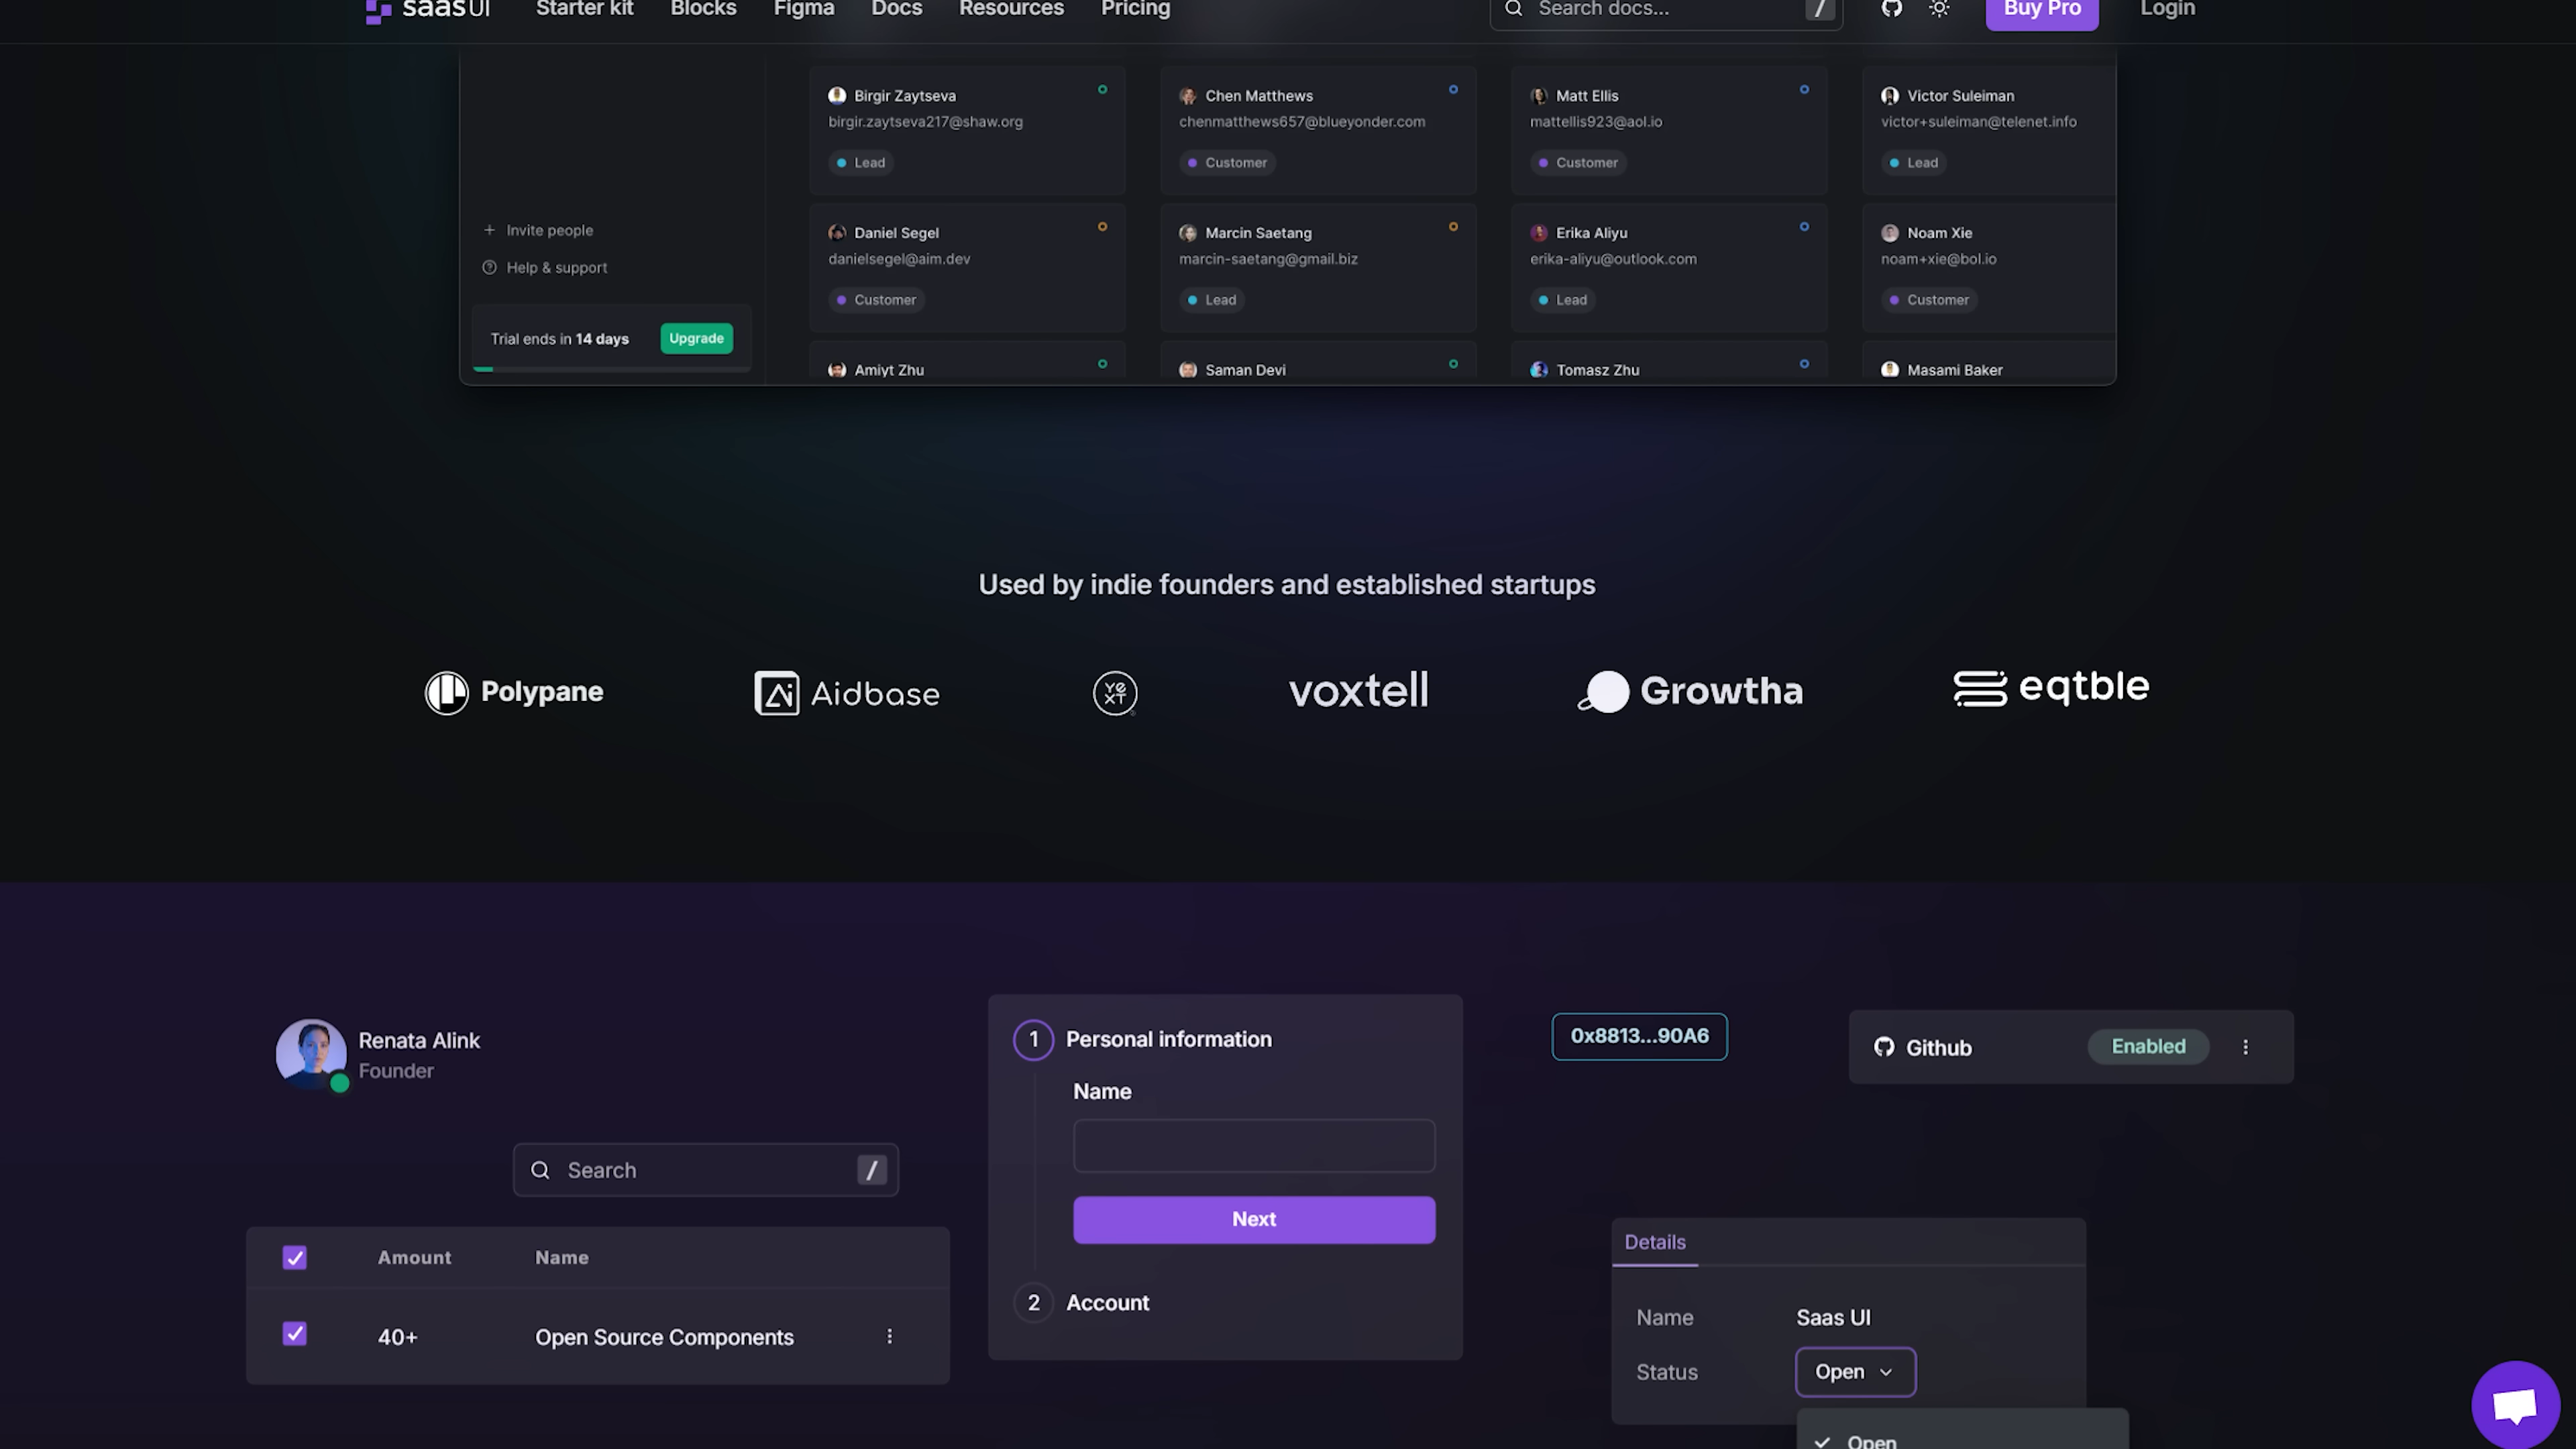 saas UI
Starter kit
Blocks
Figma
Docs
Resources
Pricing
Search docs...
/
Buy Pro
Login
Birgir Zaytseva
birgir.zaytseva217@shaw.org
Lead
Chen Matthews
chenmatthews657@blueyonder.com
Customer
Matt Ellis
mattellis923@aol.io
Customer
Victor Suleiman
victor+suleiman@telenet.info
Lead
Invite people
Help & support
Daniel Segel
danielsegel@aim.dev
Customer
Marcin Saetang
marcin-saetang@gmail.biz
Lead
Erika Aliyu
erika-aliyu@outlook.com
Lead
Noam Xie
noam+xie@bol.io
Customer
Trial ends in 14 days
Upgrade
Amiyt Zhu
Saman Devi
Tomasz Zhu
Masami Baker
Used by indie founders and established startups
Polypane
Ai Aidbase
YEXT
voxtell
Growtha
eqtble
Renata Alink
Founder
Search
/
Amount
Name
40+
Open Source Components
1
Personal information
Name
Next
2
Account
0x8813...90A6
Github
Enabled
Details
Name
Saas UI
Status
Open
Open